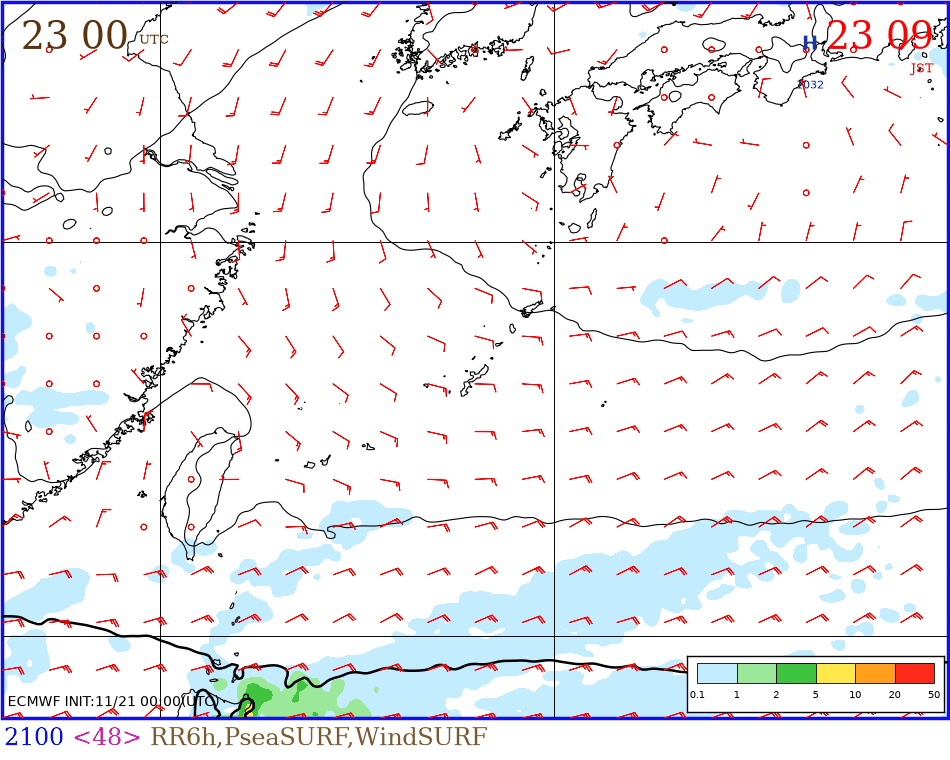 23 00 UTC
H 23 09
JST
1032
0.1 1 2 5 10 20 50
ECMWF INIT:11/21 00:00(UTC)
2100 <48> RR6h,PseaSURF,WindSURF